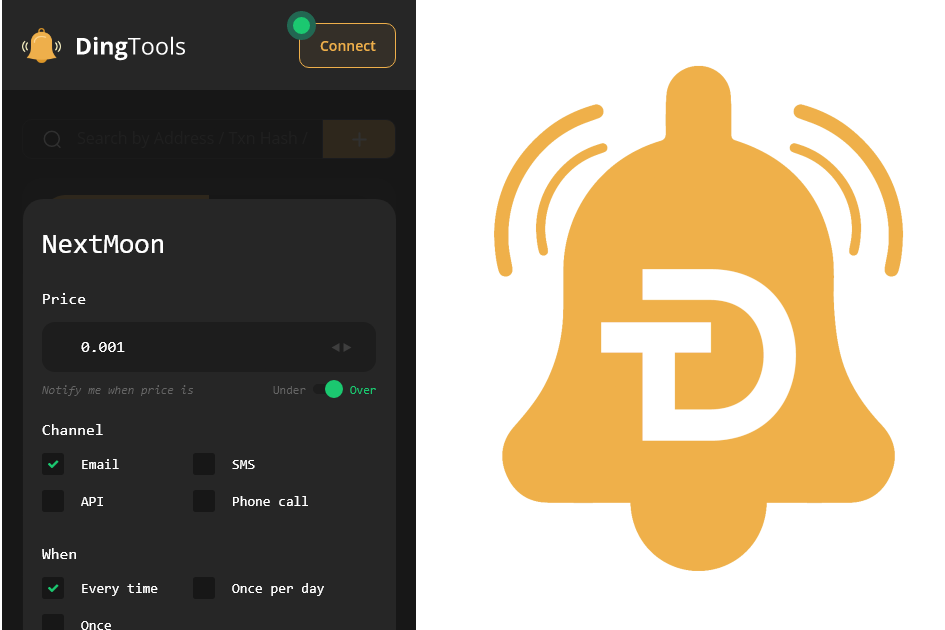 DingTools
Connect
Search by Address / Txn Hash /
+
NextMoon
Price
0.001
Notify me when price is
Under
Over
Channel
Email
SMS
API
Phone call
When
Every time
Once per day
Once
TD